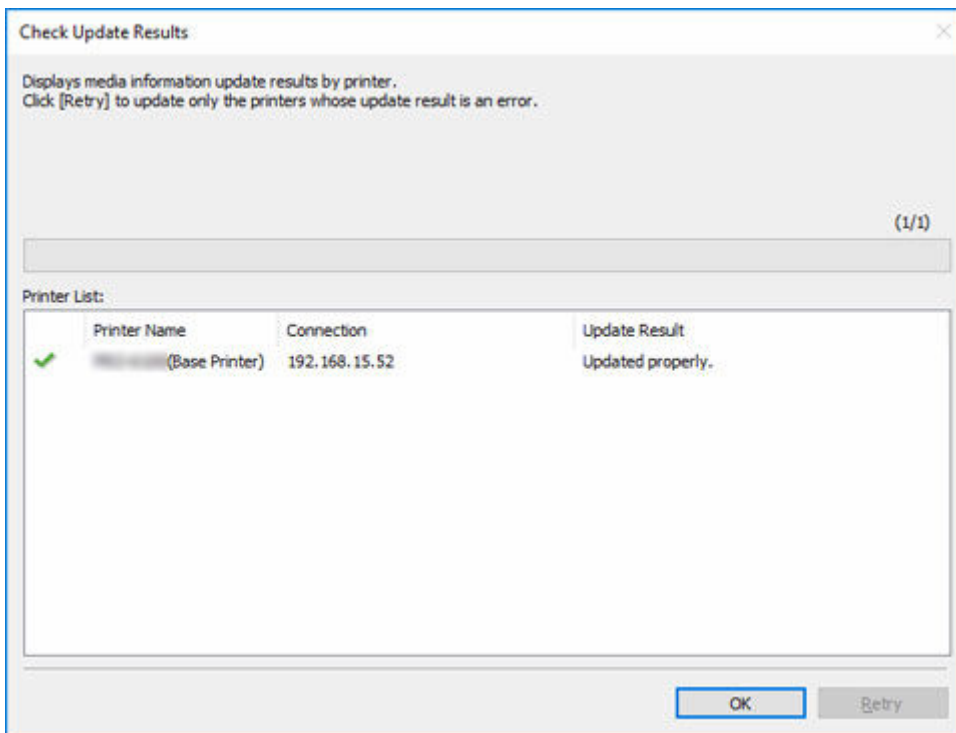 Check Update Results
Displays media information update results by printer.
Click [Retry] to update only the printers whose update result is an error.
(1/1)
Printer List:
Printer Name Connection Update Result
(Base Printer) 192.168.15.52 Updated properly.
OK Retry